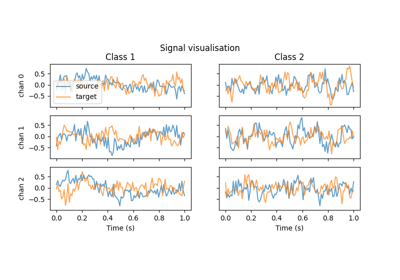 Signal visualisation
Class 1
Class 2
chan 0
0.5
0.0
−0.5
source
target
chan 1
0.5
0.0
−0.5
chan 2
0.5
0.0
−0.5
0.0 0.2 0.4 0.6 0.8 1.0
0.0 0.2 0.4 0.6 0.8 1.0
Time (s)
Time (s)